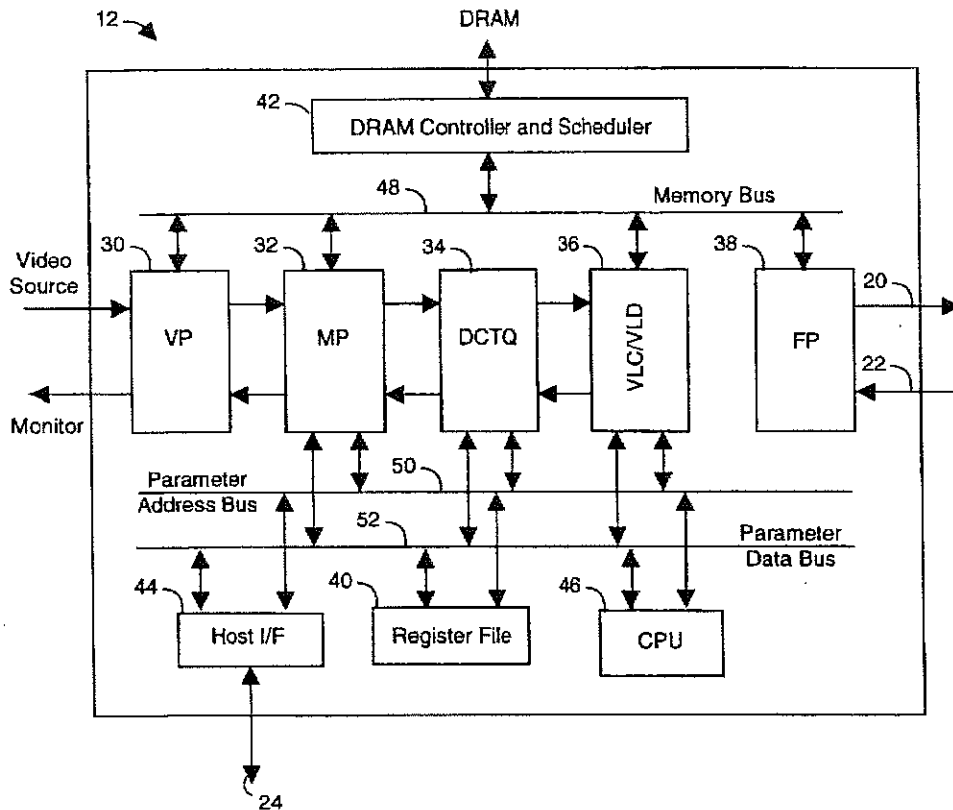 12
DRAM
42
DRAM Controller and Scheduler
48
Memory Bus
30
32
34
36
38
Video
Source
20
VP
MP
DCTQ
VLC/VLD
FP
22
Monitor
50
Parameter
Address Bus
52
Parameter
Data Bus
44
40
46
Host I/F
Register File
CPU
24